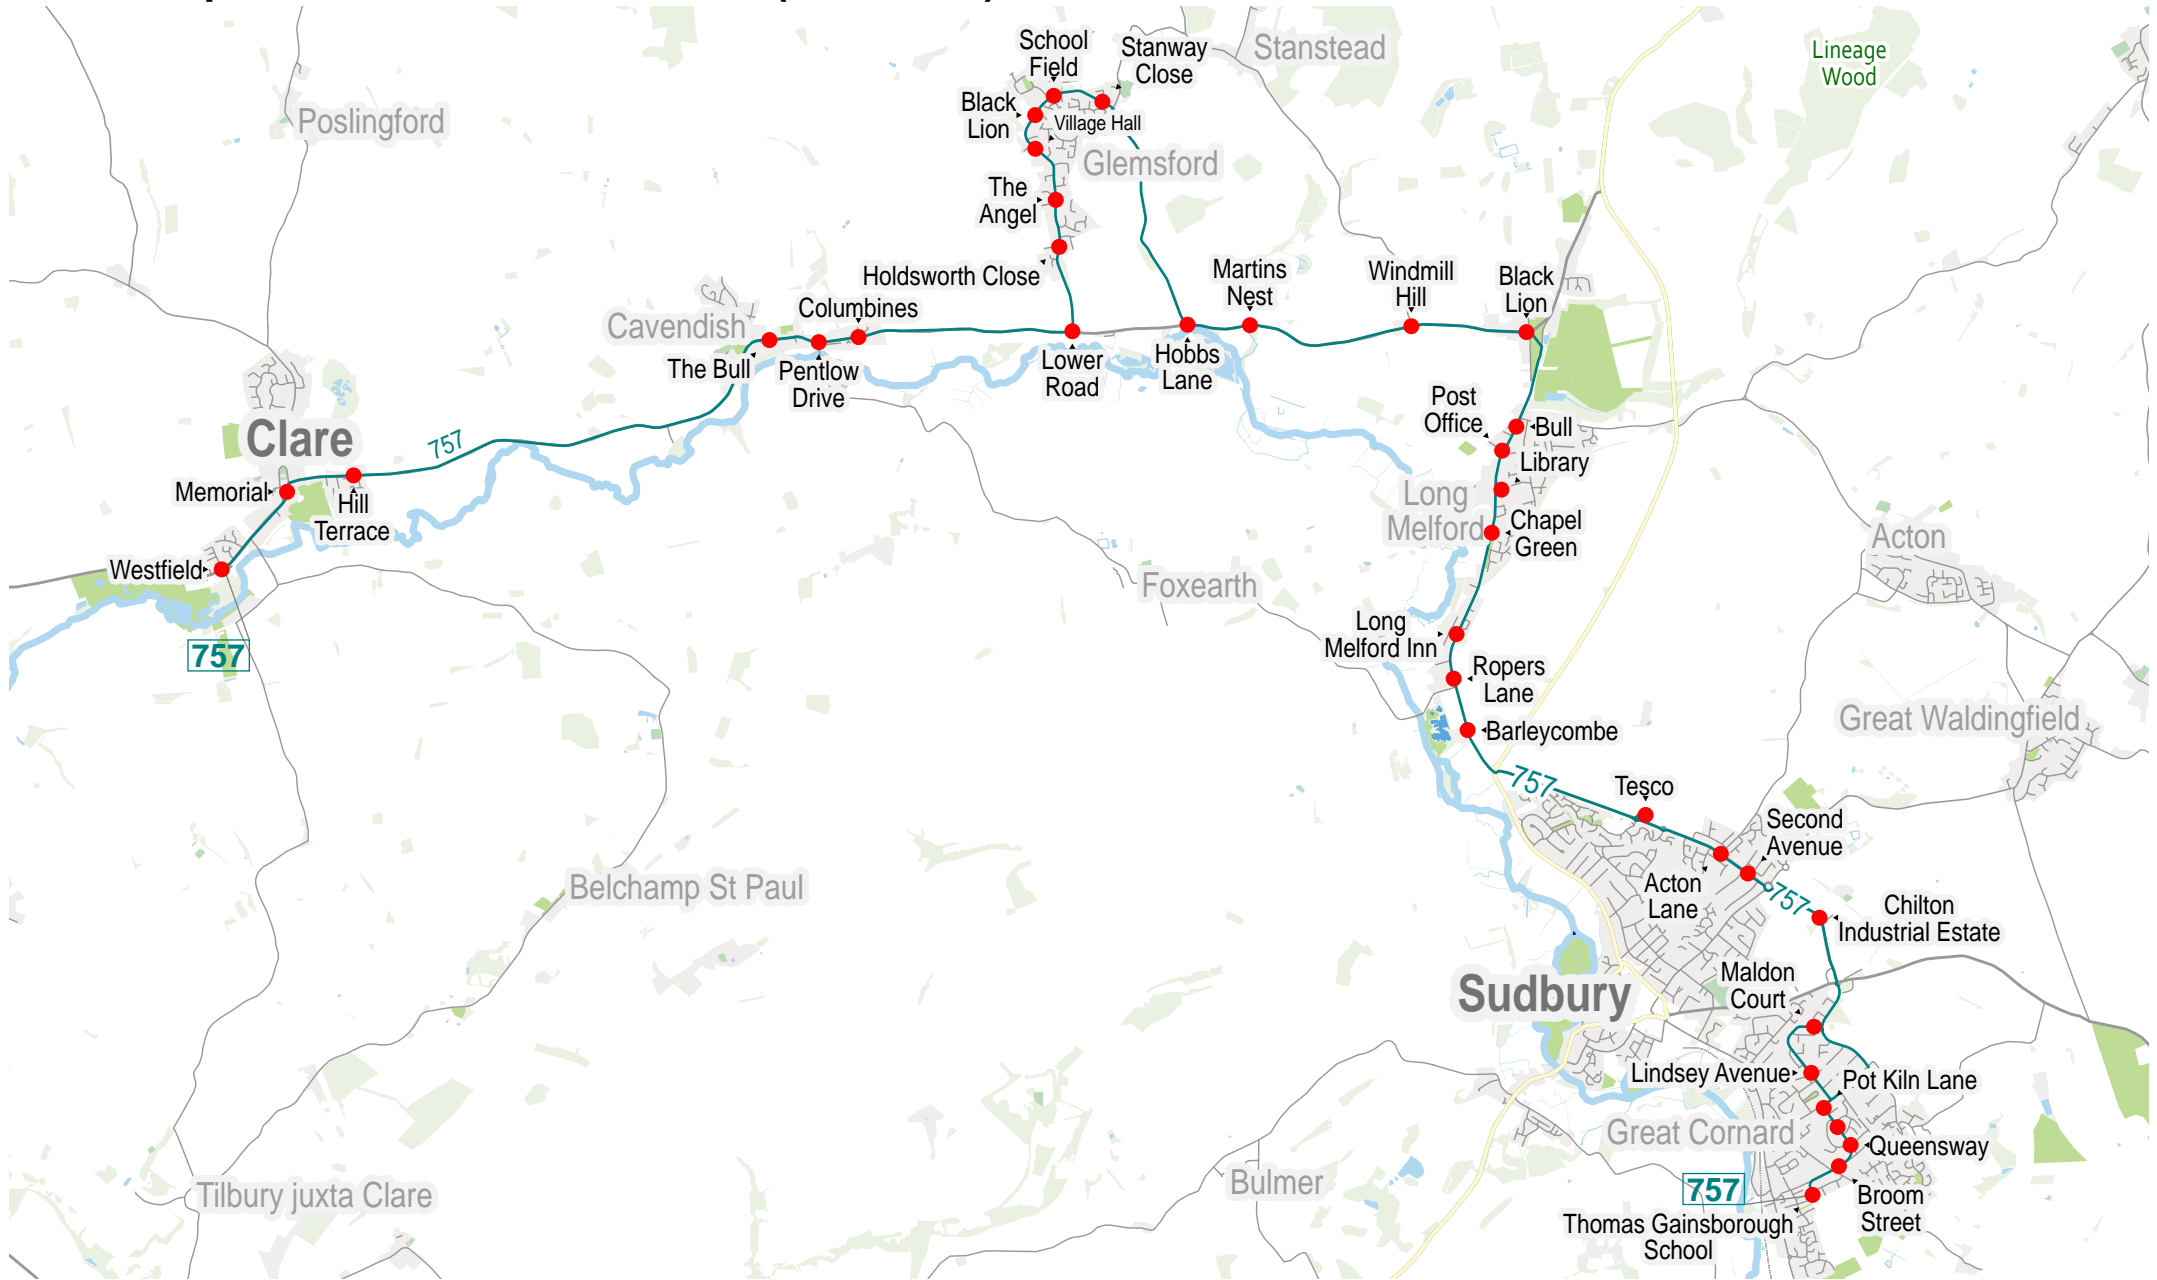 School
Field
Stanway
Close
Stanstead
Lineage
Wood
Black
Lion
Village Hall
Poslingford
Glemsford
The
Angel
Holdsworth Close
Martins
Nest
Windmill
Hill
Black
Lion
Columbines
Cavendish
The Bull
Pentlow
Drive
Lower
Road
Hobbs
Lane
Post
Office
Bull
Library
Clare
757
Memorial
Hill
Terrace
Long
Melford
Chapel
Green
Acton
Westfield
Foxearth
757
Long
Melford Inn
Ropers
Lane
Barleycombe
Great Waldingfield
757
Tesco
Second
Avenue
Acton
Lane
757
Belchamp St Paul
Chilton
Industrial Estate
Maldon
Court
Sudbury
Lindsey Avenue
Pot Kiln Lane
Great Cornard
Queensway
Bulmer
757
Tilbury juxta Clare
Broom
Street
Thomas Gainsborough
School